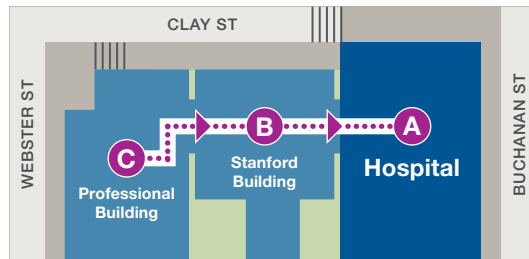 CLAY ST
WEBSTER ST
BUCHANAN ST
A
B
C
Hospital
Stanford
Building
Professional
Building